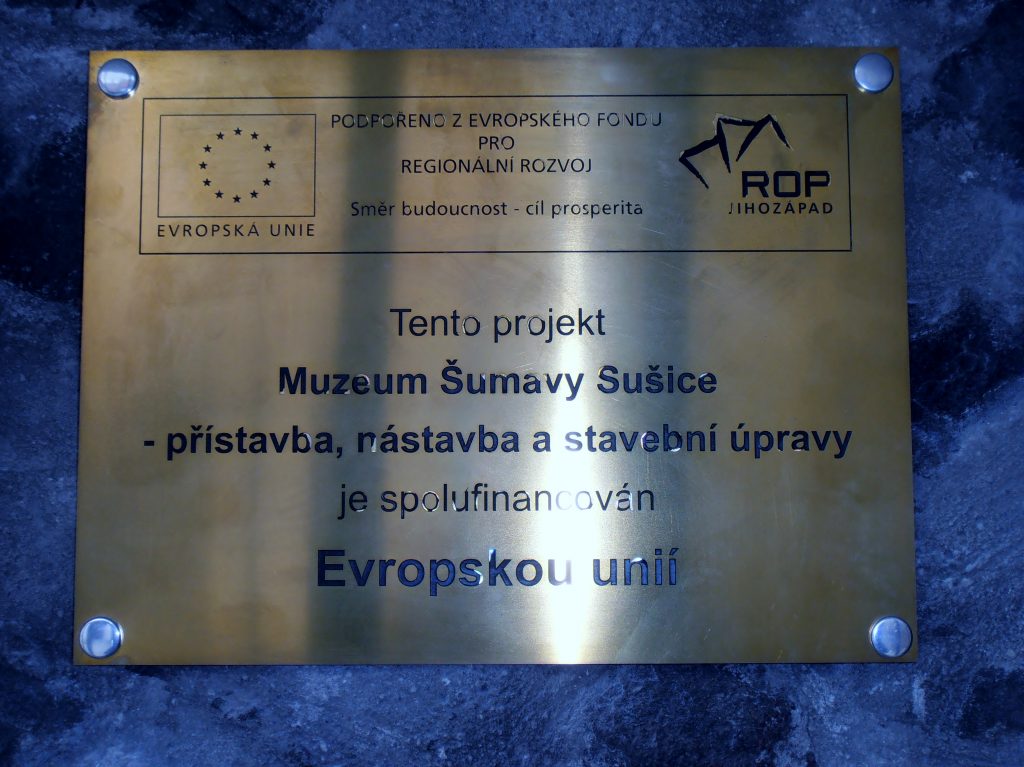 PODPOŘENO Z EVROPSKÉHO FONDU
PRO
REGIONÁLNÍ ROZVOJ
Směr budoucnost - cíl prosperita
EVROPSKÁ UNIE
ROP
JIHOZÁPAD
Tento projekt
Muzeum Šumavy Sušice
- přístavba, nástavba a stavební úpravy
je spolufinancován
Evropskou unií